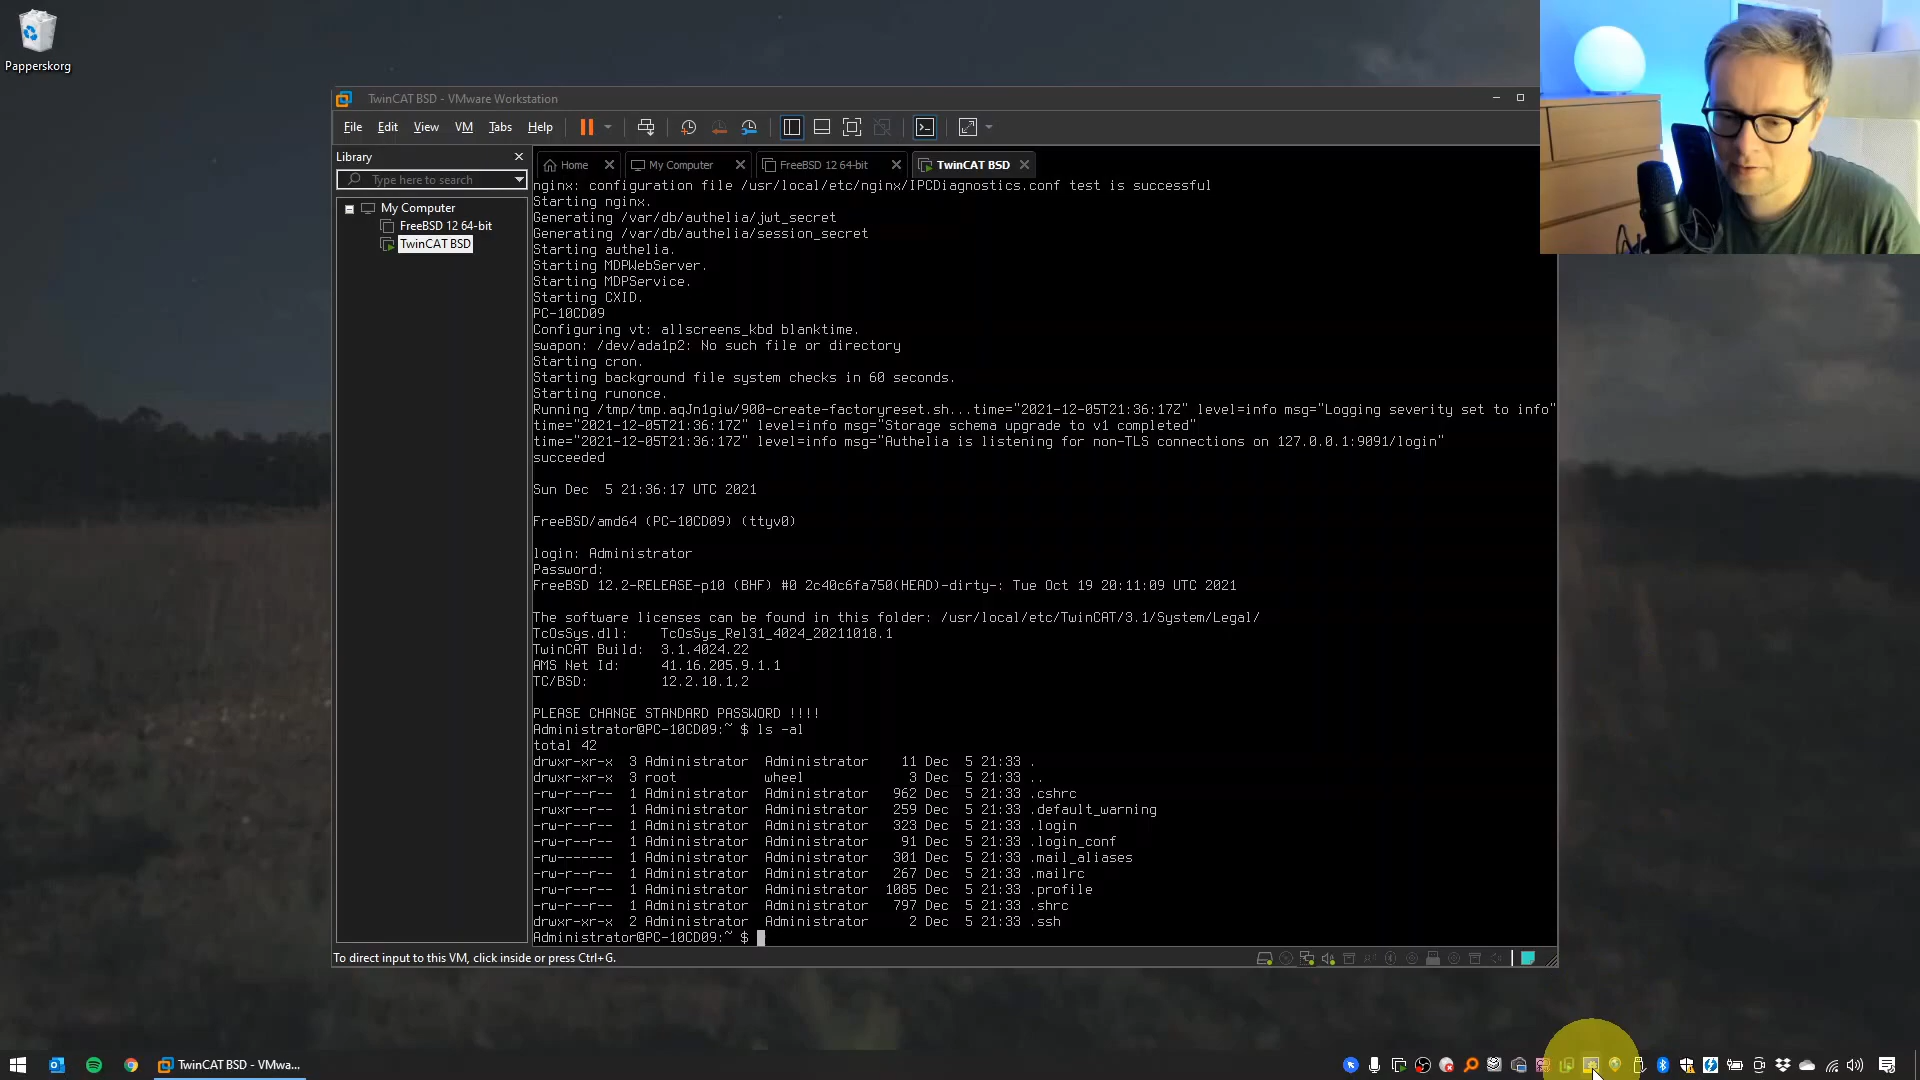 Papperskorg
TwinCAT BSD - VMware Workstation
File Edit View VM Tabs Help
Library
Type here to search
My Computer
FreeBSD 12 64-bit
TwinCAT BSD
Home My Computer FreeBSD 12 64-bit TwinCAT BSD
nginx: configuration file /usr/local/etc/nginx/IPCDiagnostics.conf test is successful
Starting nginx.
Generating /var/db/authelia/jwt_secret
Generating /var/db/authelia/session_secret
Starting authelia.
Starting MDPWebServer.
Starting MDPService.
Starting CXID.
PC-10CD09
Configuring vt: allscreens_kbd blanktime.
swapon: /dev/ada1p2: No such file or directory
Starting cron.
Starting background file system checks in 60 seconds.
Starting runonce.
Running /tmp/tmp.aqJn1giw/900-create-factoryreset.sh...time="2021-12-05T21:36:17Z" level=info msg="Logging severity set to info"
time="2021-12-05T21:36:17Z" level=info msg="Storage schema upgrade to v1 completed"
time="2021-12-05T21:36:17Z" level=info msg="Authelia is listening for non-TLS connections on 127.0.0.1:9091/login"
succeeded
Sun Dec  5 21:36:17 UTC 2021
FreeBSD/amd64 (PC-10CD09) (ttyv0)
login: Administrator
Password:
FreeBSD 12.2-RELEASE-p10 (BHF) #0 2c40c6fa750(HEAD)-dirty-: Tue Oct 19 20:11:09 UTC 2021
The software licenses can be found in this folder: /usr/local/etc/TwinCAT/3.1/System/Legal/
TcOsSys.dll:    TcOsSys_Rel31_4024_20211018.1
TwinCAT Build:  3.1.4024.22
AMS Net Id:     41.16.205.9.1.1
TC/BSD:         12.2.10.1,2
PLEASE CHANGE STANDARD PASSWORD !!!!
Administrator@PC-10CD09:~ $ ls -al
total 42
drwxr-xr-x  3 Administrator  Administrator    11 Dec  5 21:33 .
drwxr-xr-x  3 root           wheel             3 Dec  5 21:33 ..
-rw-r--r--  1 Administrator  Administrator   962 Dec  5 21:33 .cshrc
-rwxr--r--  1 Administrator  Administrator   259 Dec  5 21:33 .default_warning
-rw-r--r--  1 Administrator  Administrator   323 Dec  5 21:33 .login
-rw-r--r--  1 Administrator  Administrator    91 Dec  5 21:33 .login_conf
-rw-------  1 Administrator  Administrator   301 Dec  5 21:33 .mail_aliases
-rw-r--r--  1 Administrator  Administrator   267 Dec  5 21:33 .mailrc
-rw-r--r--  1 Administrator  Administrator  1085 Dec  5 21:33 .profile
-rw-r--r--  1 Administrator  Administrator   797 Dec  5 21:33 .shrc
drwxr-xr-x  2 Administrator  Administrator     2 Dec  5 21:33 .ssh
Administrator@PC-10CD09:~ $
To direct input to this VM, click inside or press Ctrl+G.
TwinCAT BSD - VMwa...